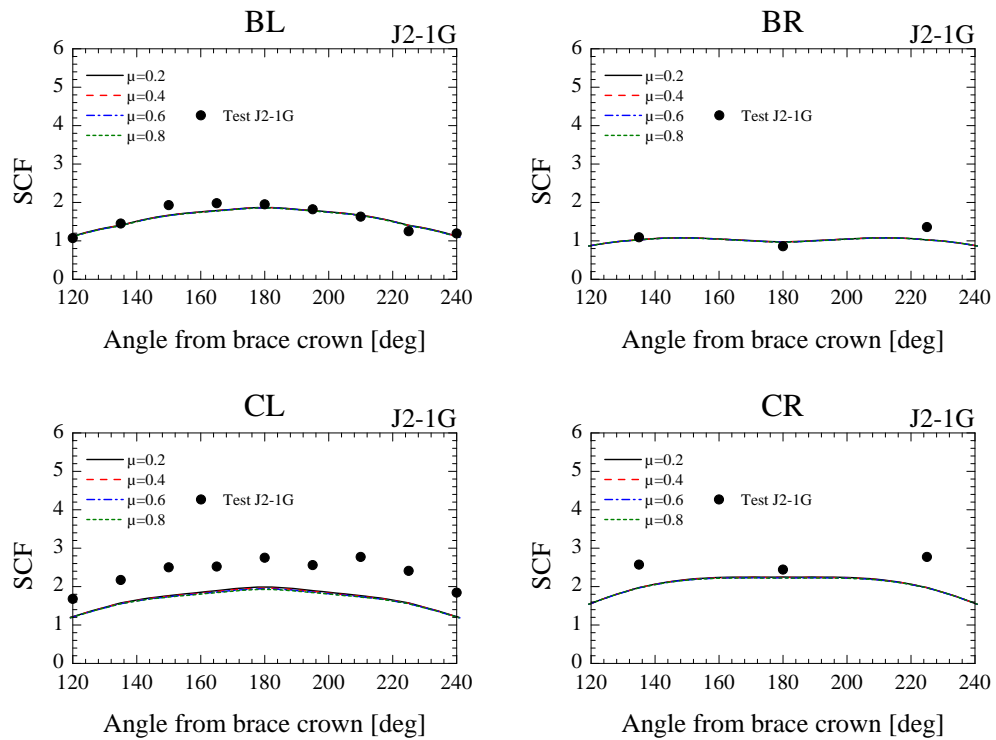 BL
J2-1G
6
5
4
3
2
1
0
µ=0.2
µ=0.4
µ=0.6
µ=0.8
Test J2-1G
SCF
120 140 160 180 200 220 240
Angle from brace crown [deg]
BR
J2-1G
6
5
4
3
2
1
0
µ=0.2
µ=0.4
µ=0.6
µ=0.8
Test J2-1G
SCF
120 140 160 180 200 220 240
Angle from brace crown [deg]
CL
J2-1G
6
5
4
3
2
1
0
µ=0.2
µ=0.4
µ=0.6
µ=0.8
Test J2-1G
SCF
120 140 160 180 200 220 240
Angle from brace crown [deg]
CR
J2-1G
6
5
4
3
2
1
0
µ=0.2
µ=0.4
µ=0.6
µ=0.8
Test J2-1G
SCF
120 140 160 180 200 220 240
Angle from brace crown [deg]